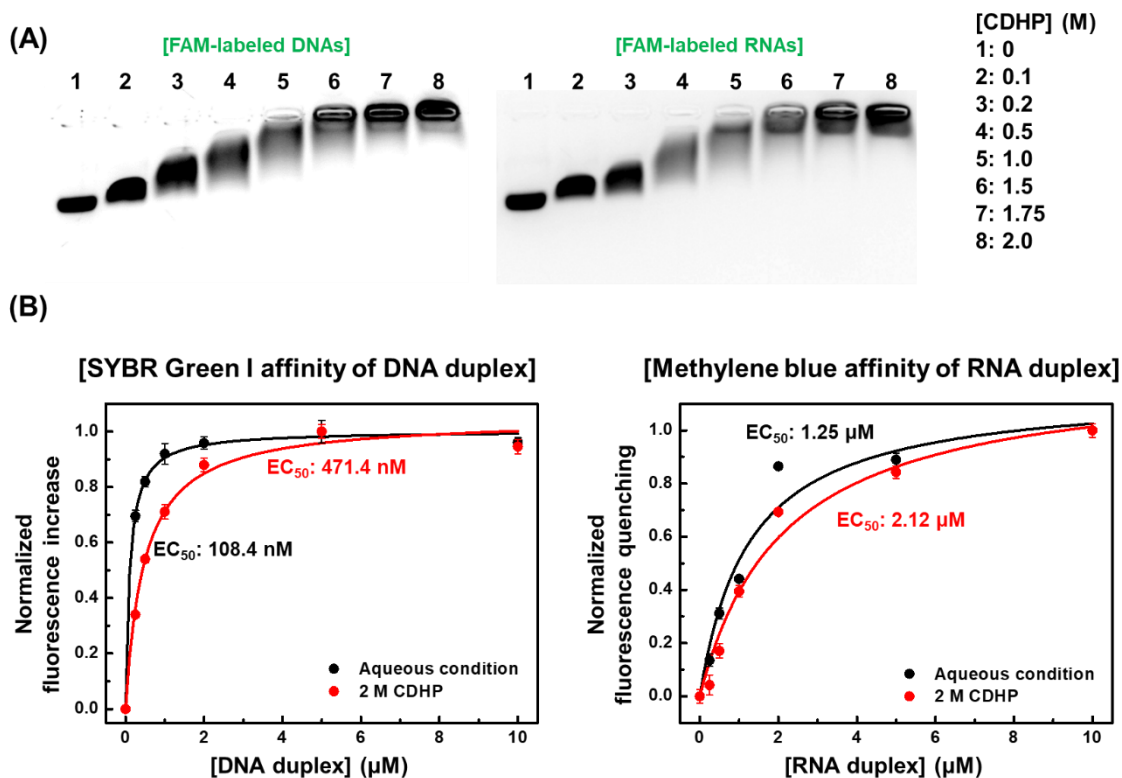 (A)
[FAM-labeled DNAs]
1 2 3 4 5 6 7 8
[FAM-labeled RNAs]
1 2 3 4 5 6 7 8
[CDHP] (M)
1: 0
2: 0.1
3: 0.2
4: 0.5
5: 1.0
6: 1.5
7: 1.75
8: 2.0
(B)
[SYBR Green I affinity of DNA duplex]
Normalized
fluorescence increase
1.0
0.8
0.6
0.4
0.2
0.0
EC50: 471.4 nM
EC50: 108.4 nM
Aqueous condition
2 M CDHP
0 2 4 6 8 10
[DNA duplex] (µM)
[Methylene blue affinity of RNA duplex]
Normalized
fluorescence quenching
1.0
0.8
0.6
0.4
0.2
0.0
EC50: 1.25 µM
EC50: 2.12 µM
Aqueous condition
2 M CDHP
0 2 4 6 8 10
[RNA duplex] (µM)